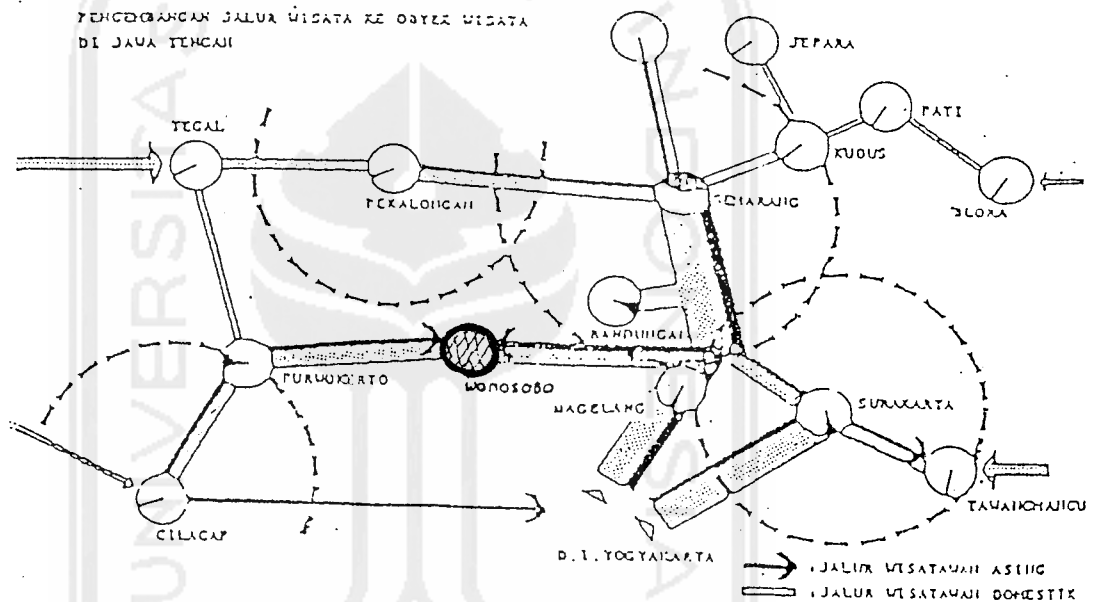 PENGEMBANGAN JALUR WISATA KE OBYEK WISATA
DI JAWA TENGAH
JEPARA
TEGAL
PATI
KUDUS
PEKALONGAN
SEMARANG
BLORA
BANDUNGAN
PURWOKERTO
WONOSOBO
MAGELANG
SURAKARTA
TAWANGMANGU
CILACAP
D.I.YOGYAKARTA
: JALUR WISATAWAN ASING
: JALUR WISATAWAN DOMESTIK
UNIVERSITAS